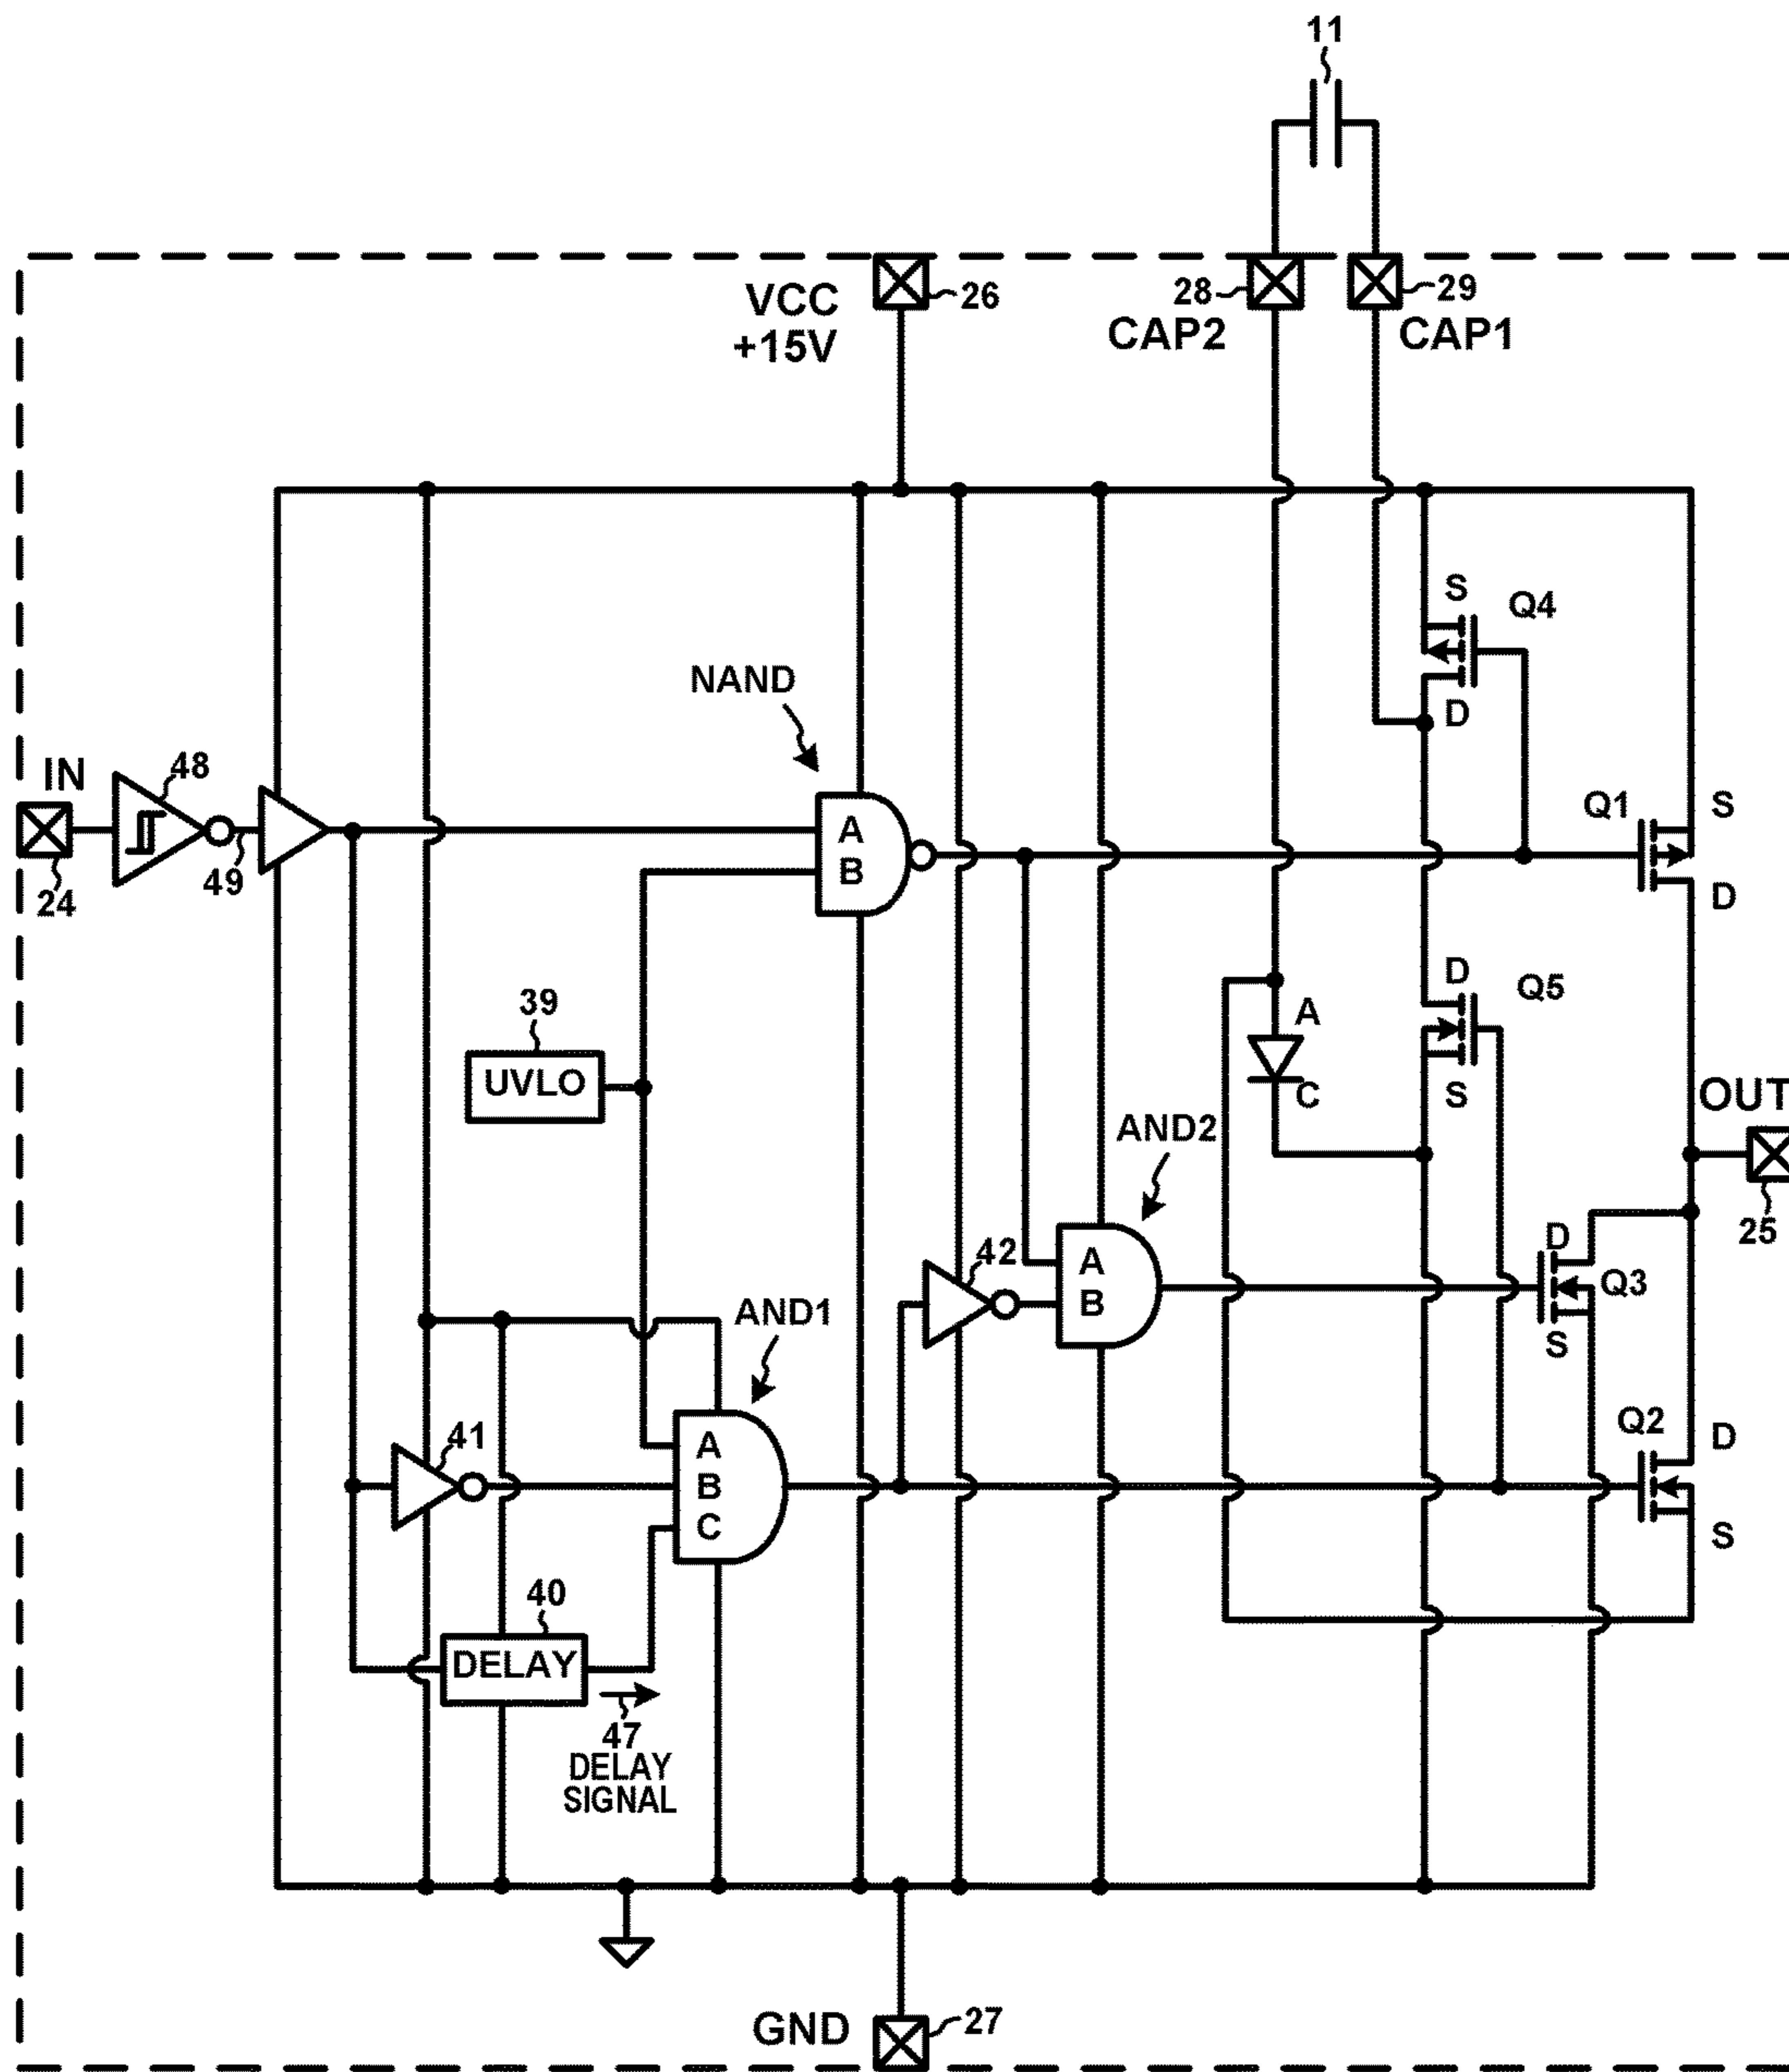 11
VCC
+15V
26
28
29
CAP2
CAP1
S
Q4
D
NAND
IN
48
24
49
A
B
Q1
S
D
39
UVLO
D
Q5
S
A
C
OUT
25
AND2
42
A
B
D
Q3
S
AND1
41
A
B
C
Q2
D
S
40
DELAY
47
DELAY
SIGNAL
GND
27